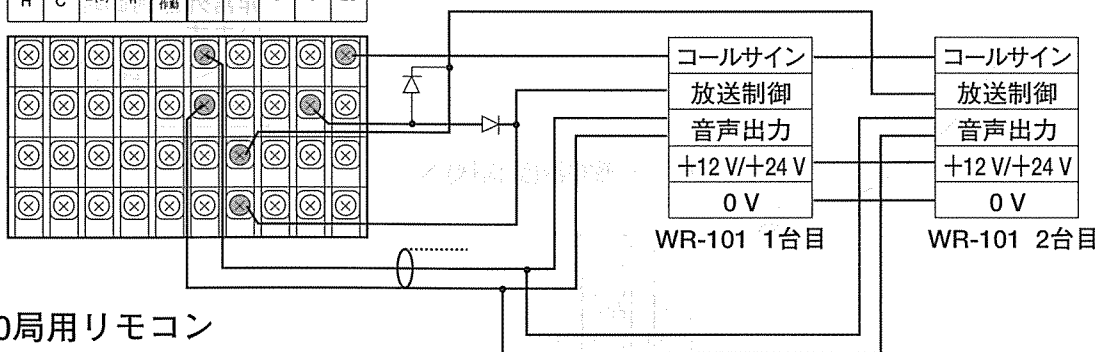 H C 作動
コールサイン コールサイン
放送制御 放送制御
音声出力 音声出力
+12 V/+24 V +12 V/+24 V
0 V 0 V
WR-101 1台目 WR-101 2台目
0局用リモコン